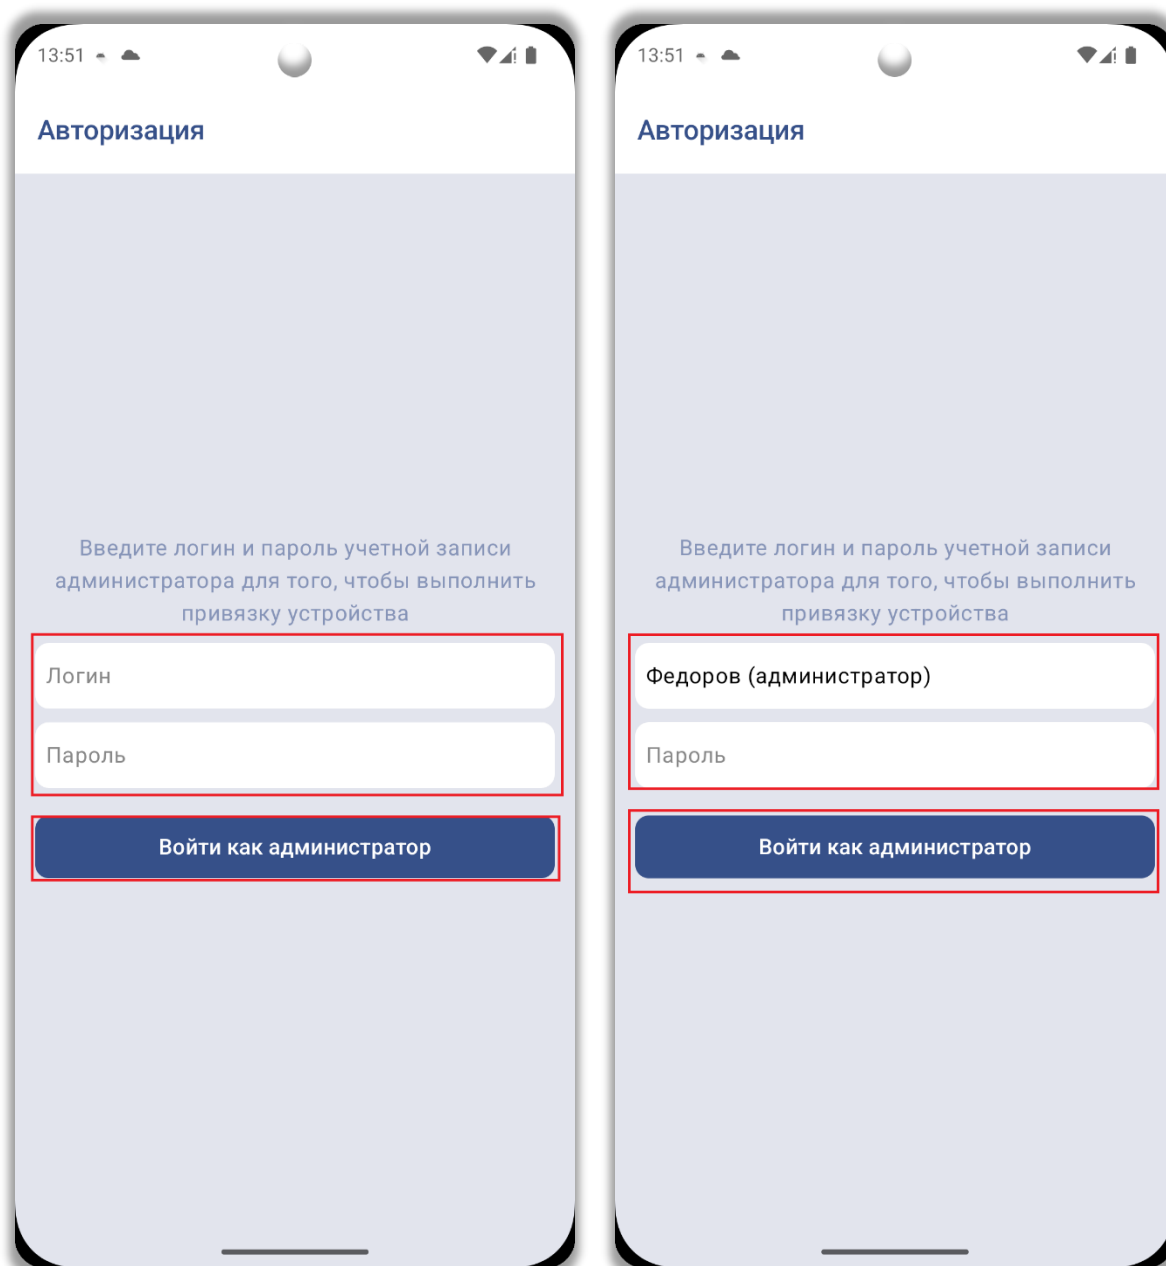 13:51
Авторизация
Введите логин и пароль учетной записи
администратора для того, чтобы выполнить
привязку устройства
Логин
Пароль
Войти как администратор
13:51
Авторизация
Введите логин и пароль учетной записи
администратора для того, чтобы выполнить
привязку устройства
Федоров (администратор)
Пароль
Войти как администратор